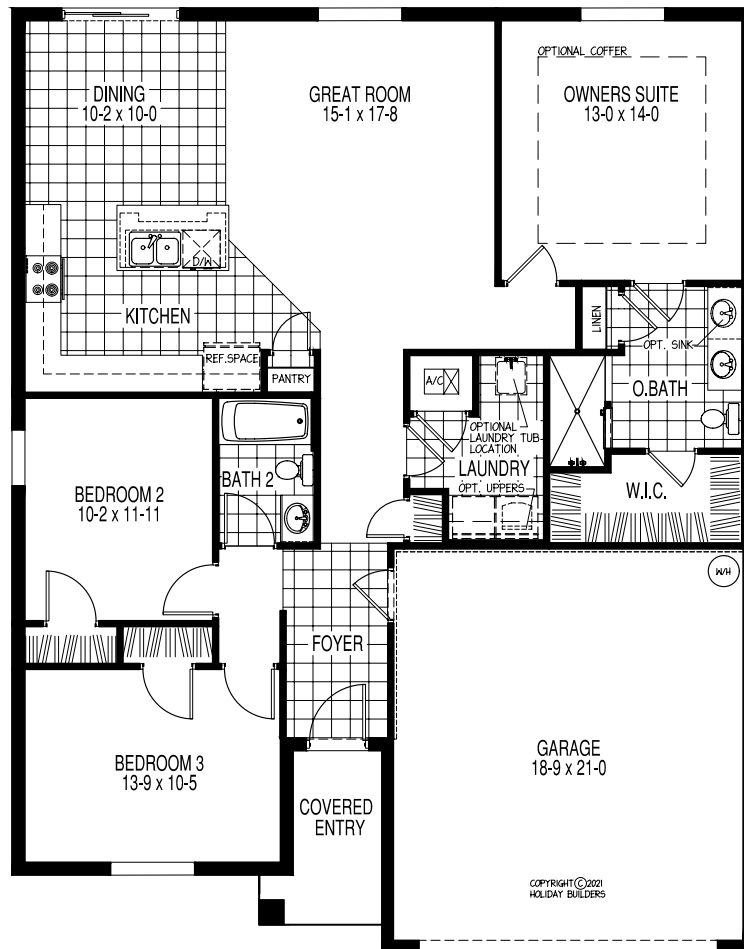 DINING
10-2 x 10-0
GREAT ROOM
15-1 x 17-8
OPTIONAL COFFER
OWNERS SUITE
13-0 x 14-0
D/W
KITCHEN
REF.SPACE
PANTRY
LINEN
OPT. SINK
O.BATH
A/C
OPTIONAL
LAUNDRY TUB
LOCATION
LAUNDRY
OPT. UPPERS
W.I.C.
BATH 2
BEDROOM 2
10-2 x 11-11
W/H
FOYER
BEDROOM 3
13-9 x 10-5
COVERED
ENTRY
GARAGE
18-9 x 21-0
COPYRIGHT © 2021
HOLIDAY BUILDERS